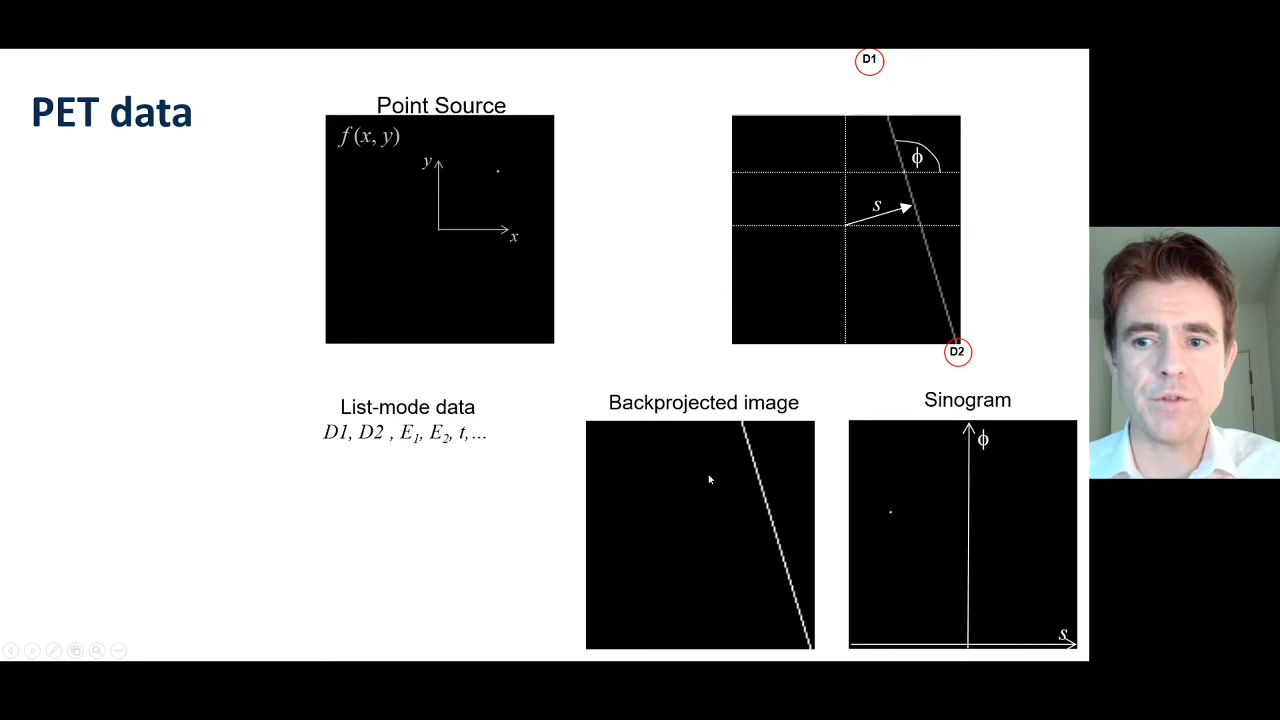 D1
PET data
Point Source
f(x, y)
y
x
ϕ
s
D2
List-mode data
D1, D2 , E1, E2, t,...
Backprojected image
Sinogram
ϕ
s